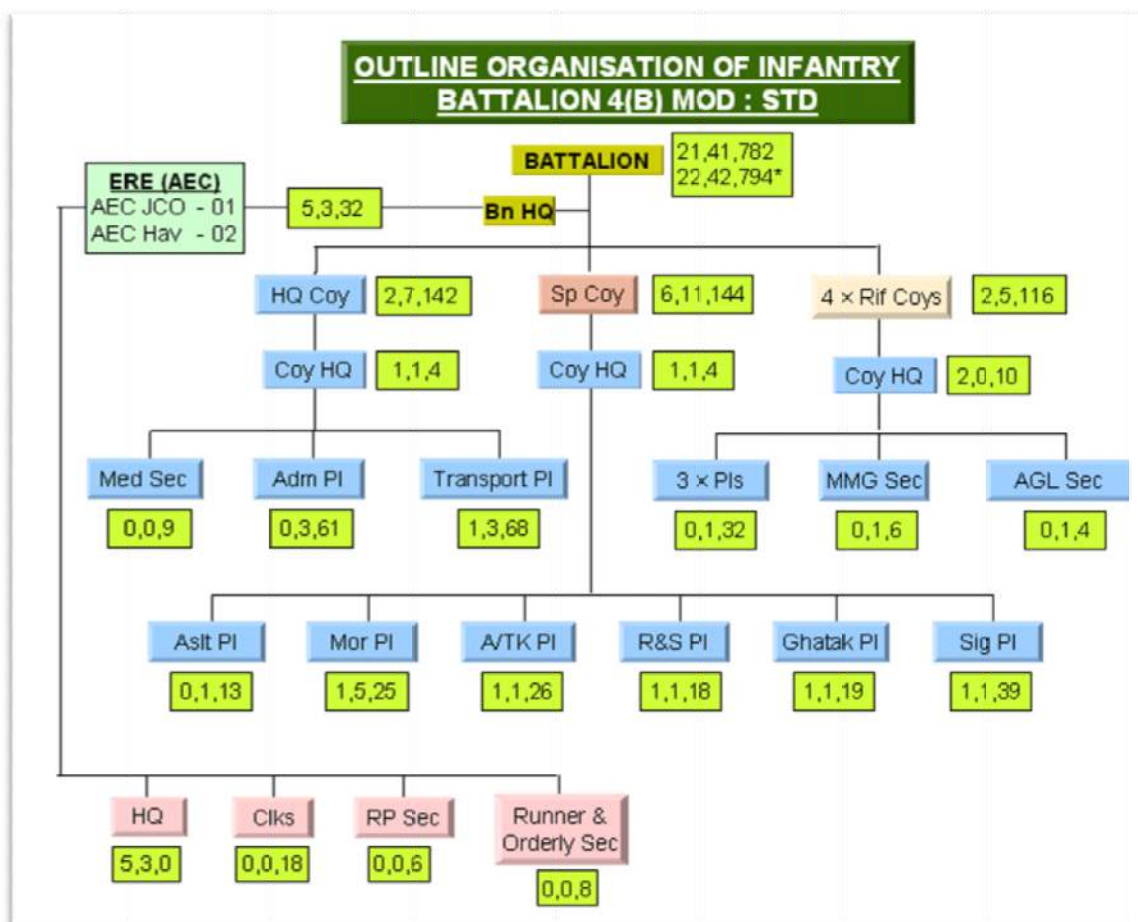 OUTLINE ORGANISATION OF INFANTRY
BATTALION 4(B) MOD : STD
BATTALION
21,41,782
22,42,794*
ERE (AEC)
AEC JCO - 01
AEC Hav - 02
5,3,32
Bn HQ
HQ Coy
2,7,142
Sp Coy
6,11,144
4 × Rif Coys
2,5,116
Coy HQ
1,1,4
Coy HQ
1,1,4
Coy HQ
2,0,10
Med Sec
Adm Pl
Transport Pl
3 × Pls
MMG Sec
AGL Sec
0,0,9
0,3,61
1,3,68
0,1,32
0,1,6
0,1,4
Aslt Pl
Mor Pl
A/TK Pl
R&S Pl
Ghatak Pl
Sig Pl
0,1,13
1,5,25
1,1,26
1,1,18
1,1,19
1,1,39
HQ
Clks
RP Sec
Runner &
Orderly Sec
5,3,0
0,0,18
0,0,6
0,0,8